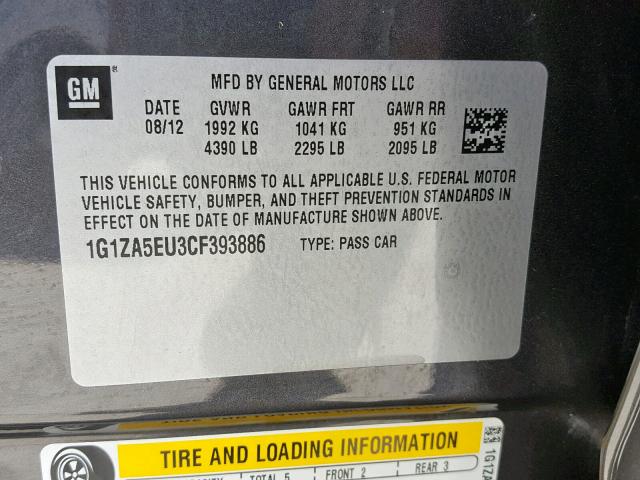 GM
MFD BY GENERAL MOTORS LLC
DATE GVWR GAWR FRT GAWR RR
08/12 1992 KG 1041 KG 951 KG
4390 LB 2295 LB 2095 LB
THIS VEHICLE CONFORMS TO ALL APPLICABLE U.S. FEDERAL MOTOR
VEHICLE SAFETY, BUMPER, AND THEFT PREVENTION STANDARDS IN
EFFECT ON THE DATE OF MANUFACTURE SHOWN ABOVE.
1G1ZA5EU3CF393886 TYPE: PASS CAR
TIRE AND LOADING INFORMATION
TOTAL 5 FRONT 2 REAR 3
1G1ZA